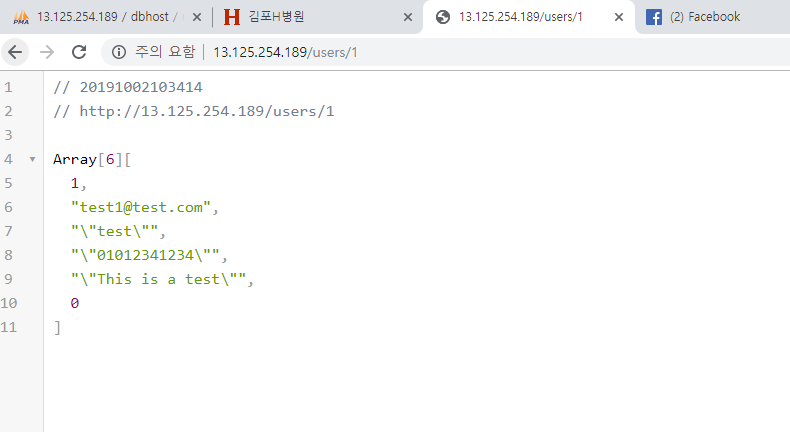 PMA 13.125.254.189 / dbhost /
H 김포H병원
13.125.254.189/users/1
(2) Facebook
주의 요함 13.125.254.189/users/1
1 // 20191002103414
2 // http://13.125.254.189/users/1
3
4 Array[6][
5 1,
6 "test1@test.com",
7 "\"test\"",
8 "\"01012341234\"",
9 "\"This is a test\"",
10 0
11 ]